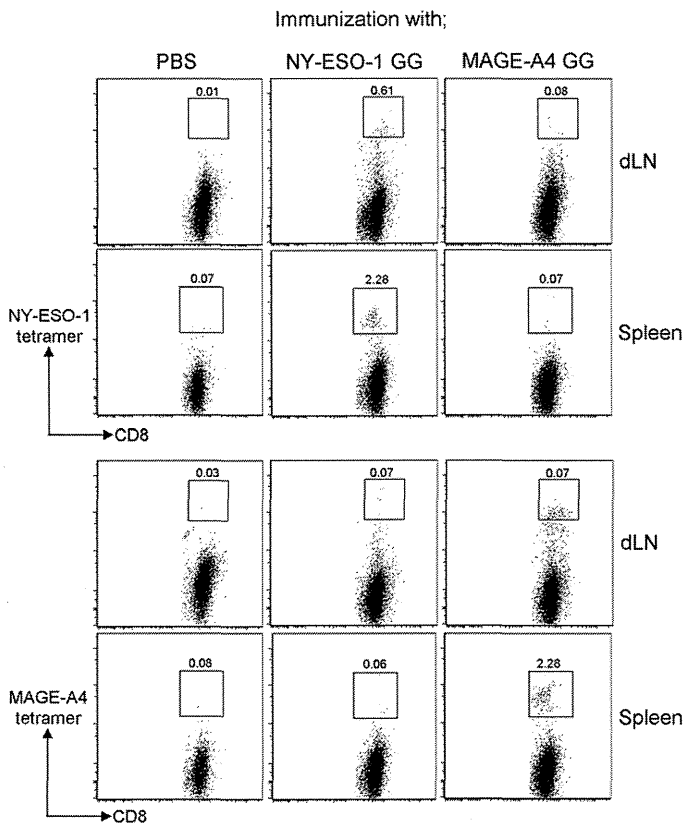 Immunization with;
PBS NY-ESO-1 GG MAGE-A4 GG
0.01 0.61 0.08
dLN
0.07 2.28 0.07
NY-ESO-1
tetramer
Spleen
CD8
0.03 0.07 0.07
dLN
0.08 0.06 2.28
MAGE-A4
tetramer
Spleen
CD8